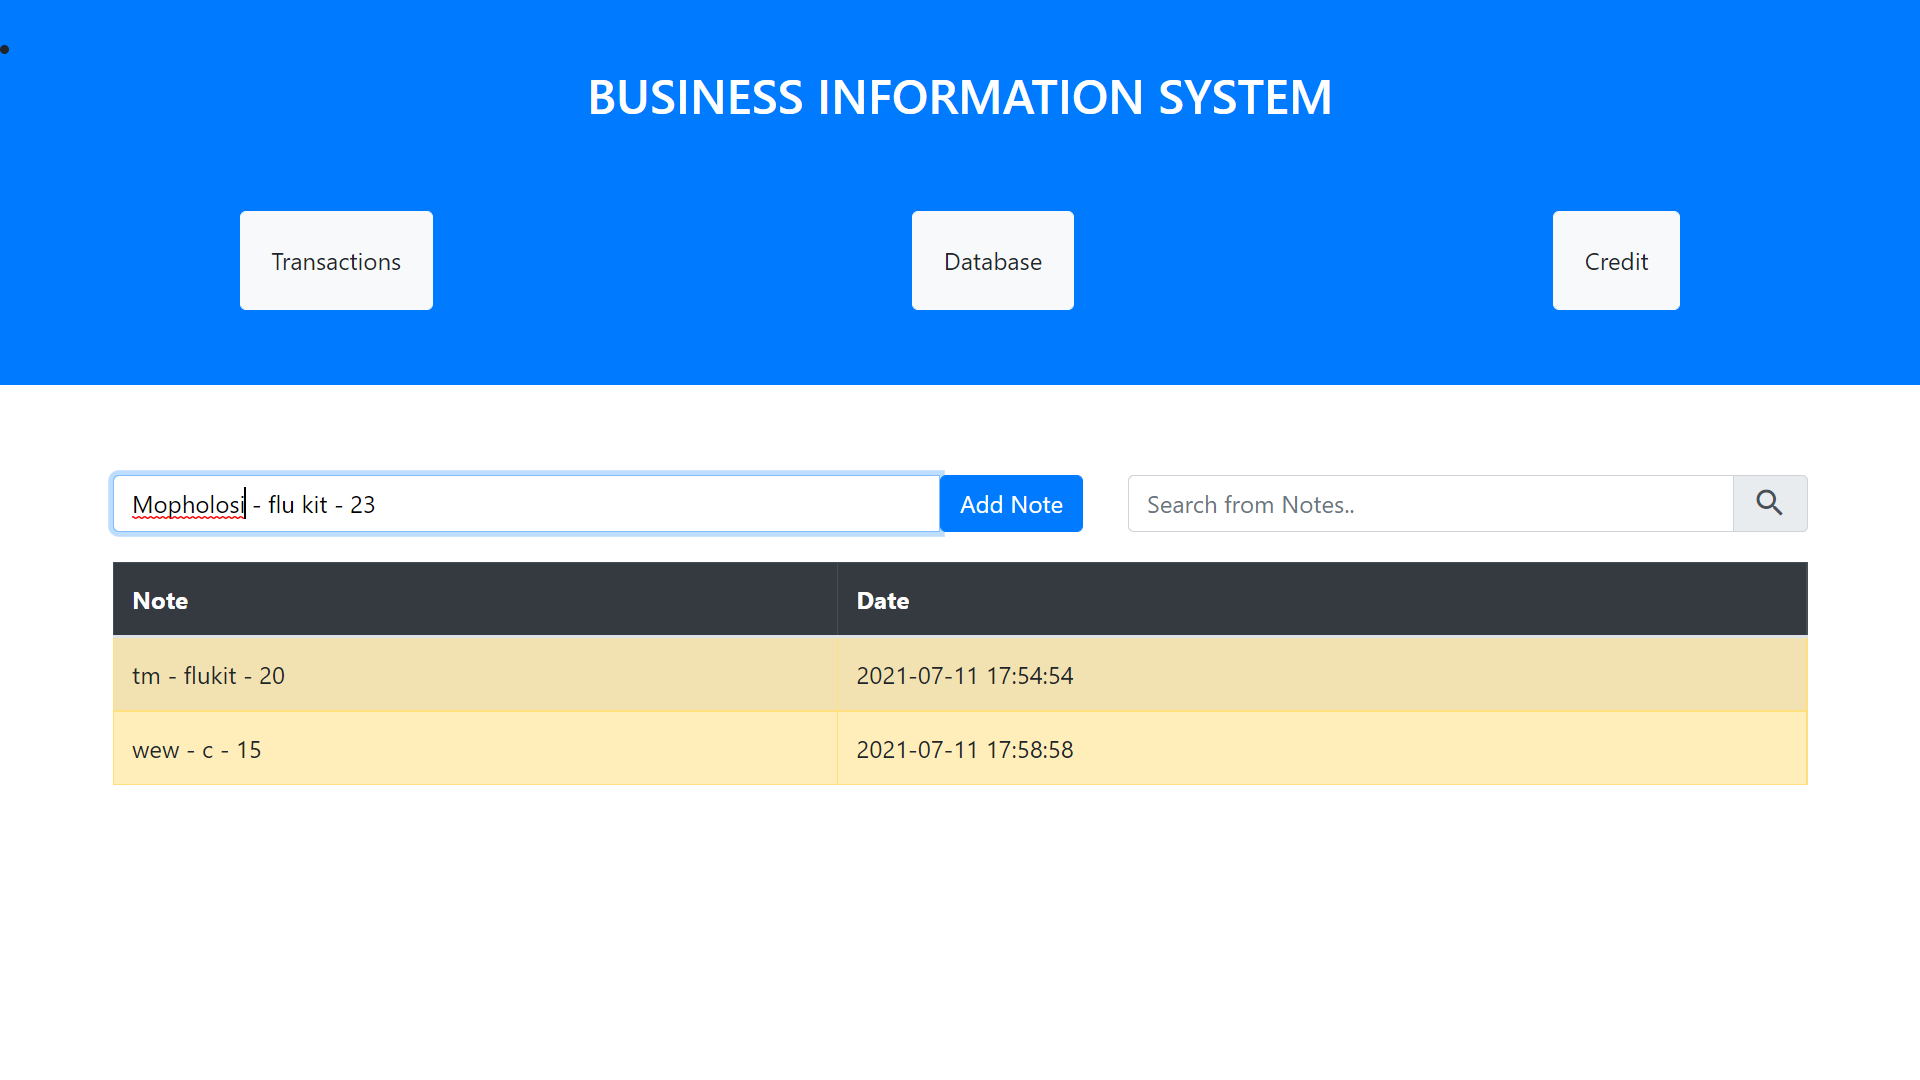 BUSINESS INFORMATION SYSTEM
Transactions
Database
Credit
Mopholosi - flu kit - 23
Add Note
Search from Notes..
Note Date
tm - flukit - 20 2021-07-11 17:54:54
wew - c - 15 2021-07-11 17:58:58